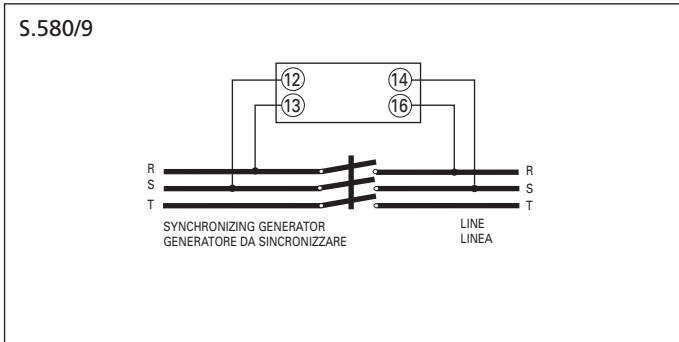 S.580/9
12 14
13 16
R R
S S
T T
SYNCHRONIZING GENERATOR
GENERATORE DA SINCRONIZZARE
LINE
LINEA